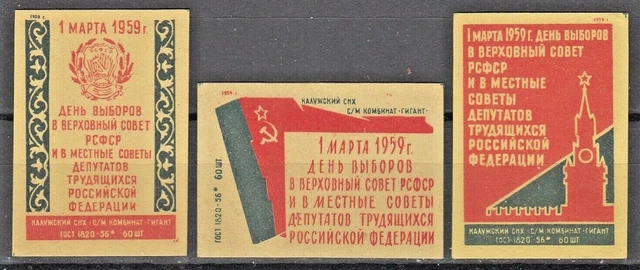 1959 г.
1 МАРТА 1959 г.
РСФСР
ДЕНЬ ВЫБОРОВ
В ВЕРХОВНЫЙ СОВЕТ
РСФСР
И В МЕСТНЫЕ СОВЕТЫ
ДЕПУТАТОВ
ТРУДЯЩИХСЯ
РОССИЙСКОЙ
ФЕДЕРАЦИИ
КАЛУЖСКИЙ СНХ - С/М КОМБИНАТ-ГИГАНТ-
ГОСТ 1820-56* 60 ШТ
1959 г.
КАЛУЖСКИЙ СНХ
С/М КОМБИНАТ-"ГИГАНТ"
ГОСТ 1820-56* 60 ШТ.
1 МАРТА 1959г.
ДЕНЬ ВЫБОРОВ
В ВЕРХОВНЫЙ СОВЕТ РСФСР
И В МЕСТНЫЕ СОВЕТЫ
ДЕПУТАТОВ ТРУДЯЩИХСЯ
РОССИЙСКОЙ ФЕДЕРАЦИИ
1959 г.
1 МАРТА 1959г. ДЕНЬ ВЫБОРОВ
В ВЕРХОВНЫЙ СОВЕТ
РСФСР
И В МЕСТНЫЕ
СОВЕТЫ
ДЕПУТАТОВ
ТРУДЯЩИХСЯ
РОССИЙСКОЙ
ФЕДЕРАЦИИ
КАЛУЖСКИЙ СНХ - С/М КОМБИНАТ-ГИГАНТ-
ГОСТ 1820-56* 60 ШТ